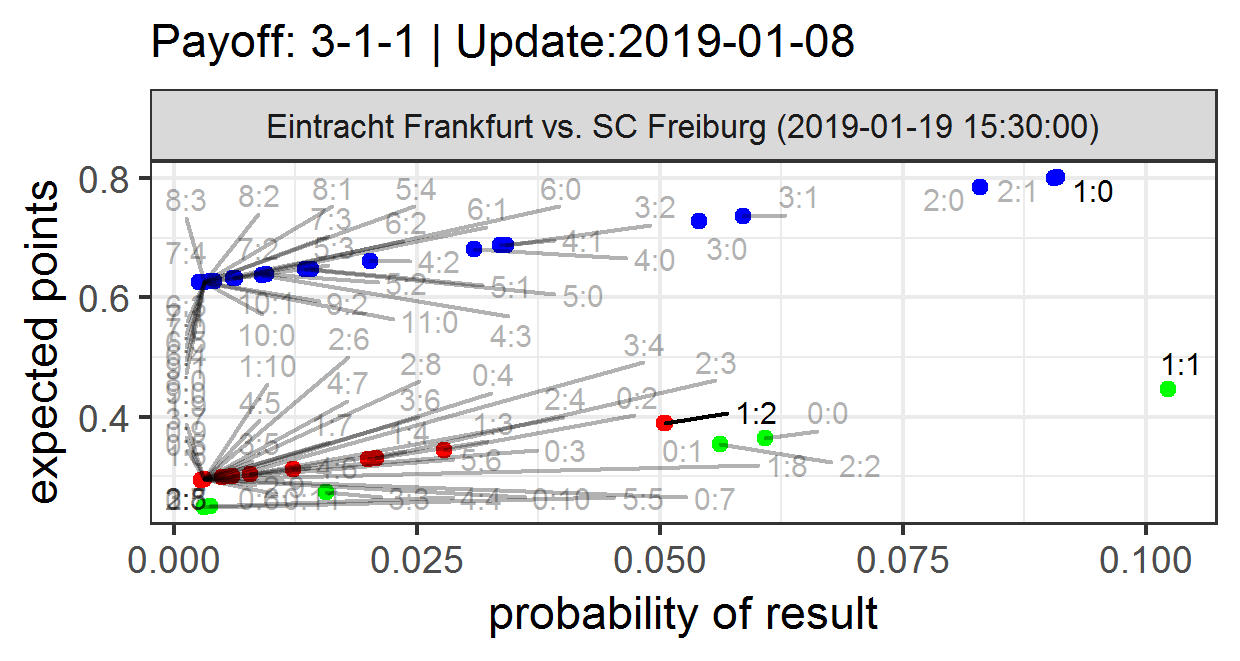 Payoff: 3-1-1 | Update:2019-01-08
Eintracht Frankfurt vs. SC Freiburg (2019-01-19 15:30:00)
expected points
0.8
0.6
0.4
8:3 8:2 8:1 5:4 6:0 3:2 3:1 2:0 2:1 1:0
7:3 6:2 6:1
7:4 7:2 5:3 4:2 4:1 4:0 3:0
5:2 5:1 5:0
10:1 9:2 11:0
10:0 4:3
2:6 3:4
1:10 2:8 0:4 2:3 1:1
4:7
4:5 3:6 2:4 0:2 1:2 0:0
1:7 1:4 1:3
3:5 0:3 0:1
4:6 5:6 1:8 2:2
0:6 0:11 3:3 4:4 0:10 5:5 0:7
0.000 0.025 0.050 0.075 0.100
probability of result